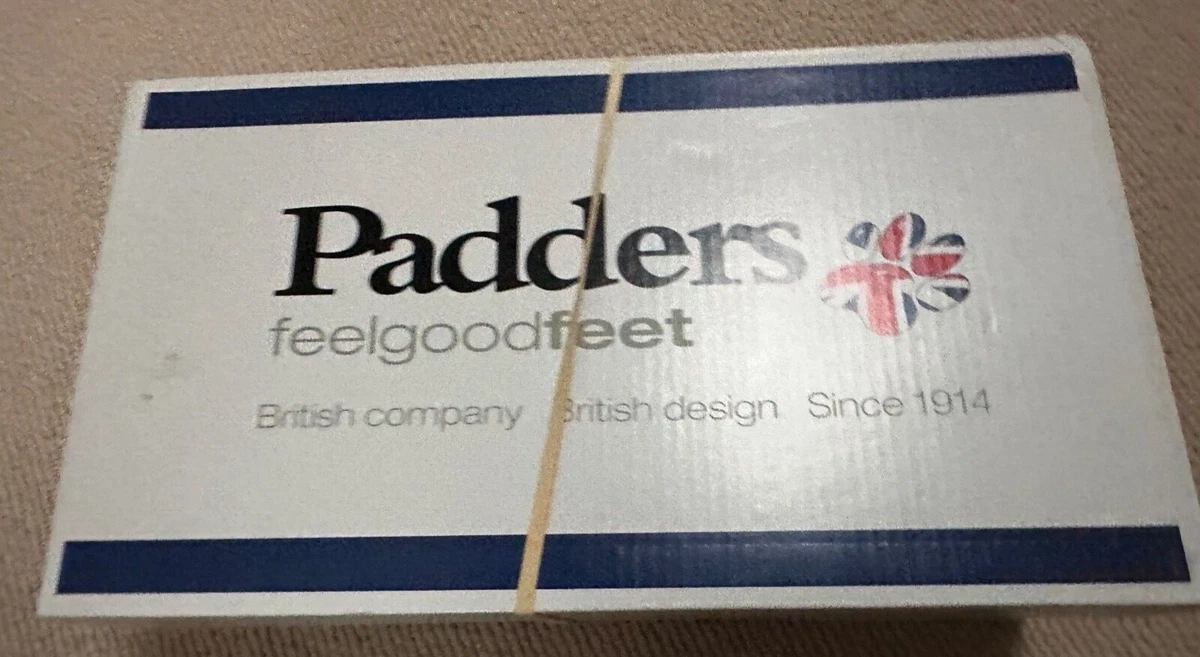 Padders
feelgoodfeet
British company British design Since 1914